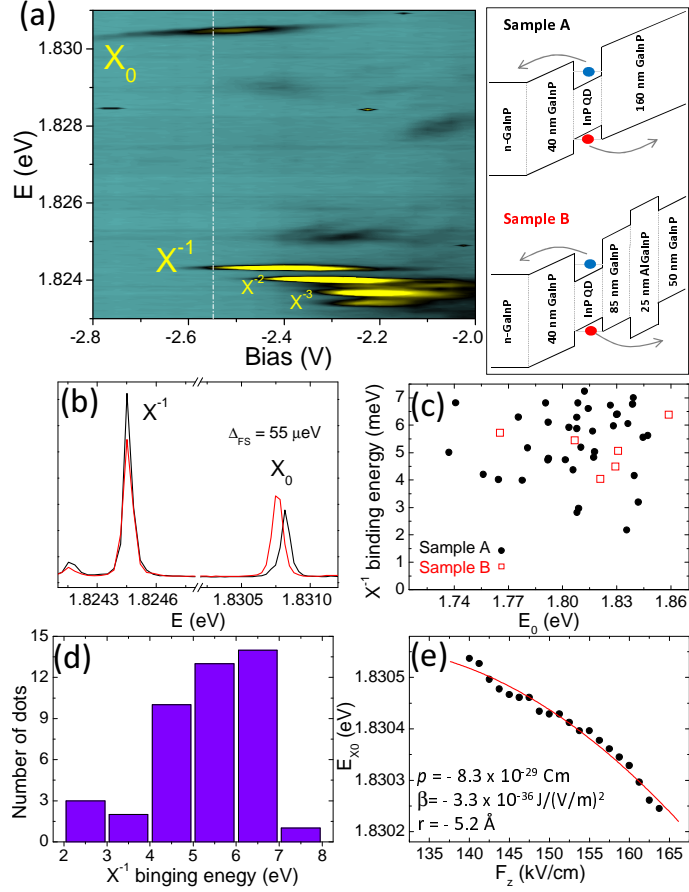 (a)
1.830
1.828
1.826
1.824
E (eV)
X0
X-1
X-2
X-3
-2.8
-2.6
-2.4
-2.2
-2.0
Bias (V)
Sample A
n-GaInP
40 nm GaInP
InP QD
160 nm GaInP
Sample B
n-GaInP
40 nm GaInP
InP QD
85 nm GaInP
25 nm AlGaInP
50 nm GaInP
(b)
X-1
ΔFS = 55 μeV
X0
1.8243
1.8246
1.8305
1.8310
E (eV)
(c)
X-1 binding energy (meV)
7
6
5
4
3
2
1
0
Sample A
Sample B
1.74
1.77
1.80
1.83
1.86
E0 (eV)
(d)
Number of dots
15
12
9
6
3
0
2
3
4
5
6
7
8
X-1 binging enegy (eV)
(e)
EX0 (eV)
1.8305
1.8304
1.8303
1.8302
p = - 8.3 x 10-29 Cm
β= - 3.3 x 10-36 J/(V/m)2
r = - 5.2 Å
135
140
145
150
155
160
165
Fz (kV/cm)